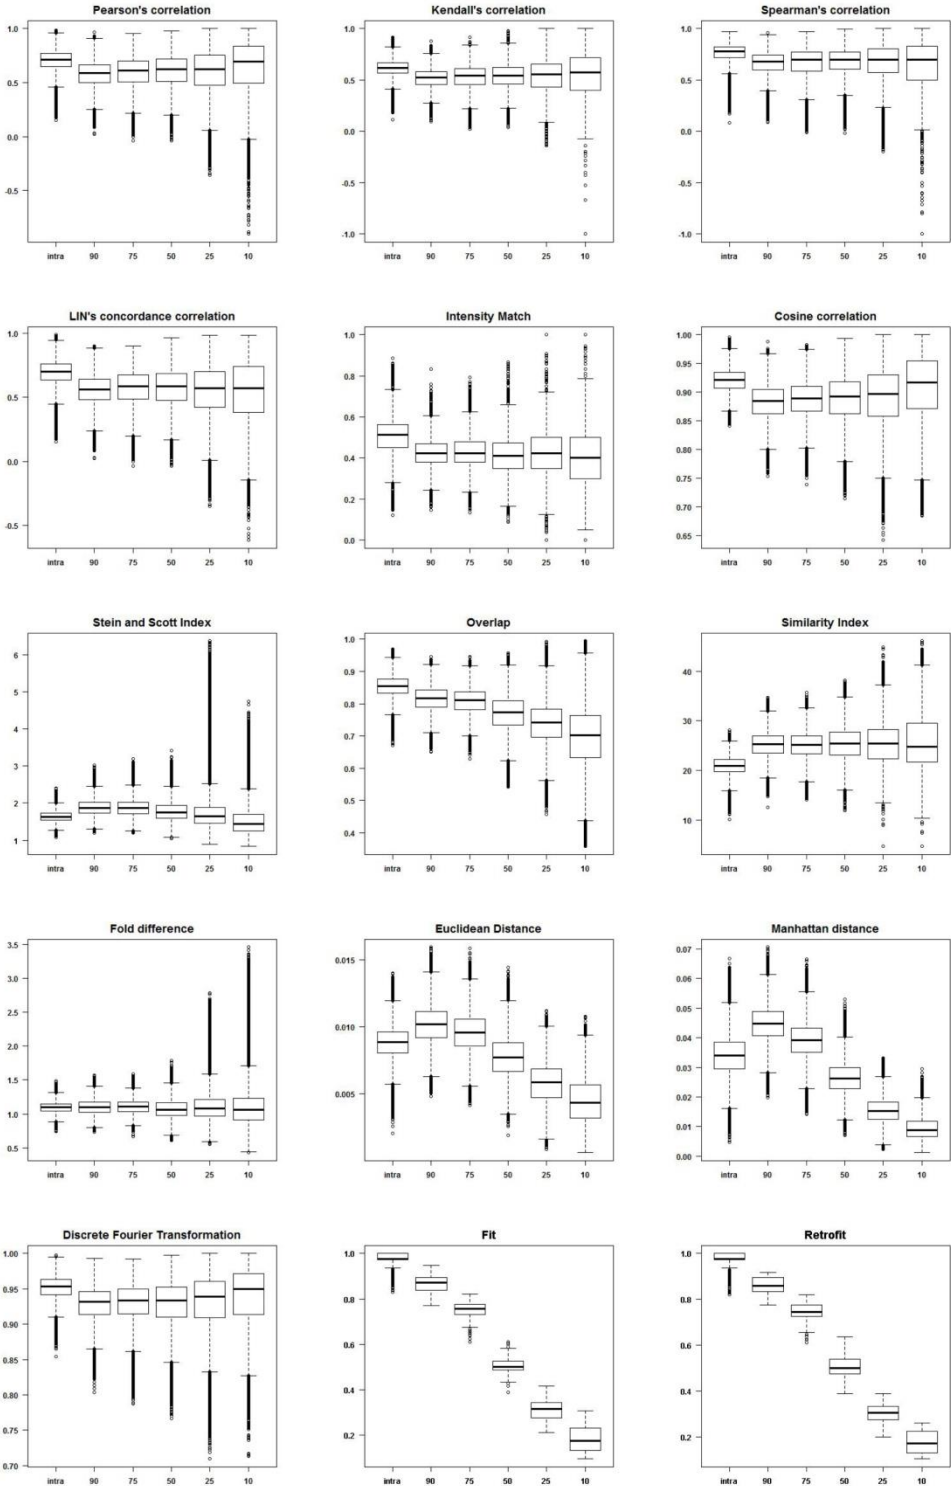 Pearson's correlation
1.0
0.5
0.0
-0.5
intra 90 75 50 25 10
Kendall's correlation
1.0
0.5
0.0
-0.5
-1.0
intra 90 75 50 25 10
Spearman's correlation
1.0
0.5
0.0
-0.5
-1.0
intra 90 75 50 25 10
LIN's concordance correlation
1.0
0.5
0.0
-0.5
intra 90 75 50 25 10
Intensity Match
1.0
0.8
0.6
0.4
0.2
0.0
intra 90 75 50 25 10
Cosine correlation
1.00
0.95
0.90
0.85
0.80
0.75
0.70
0.65
intra 90 75 50 25 10
Stein and Scott Index
6
5
4
3
2
1
intra 90 75 50 25 10
Overlap
1.0
0.9
0.8
0.7
0.6
0.5
0.4
intra 90 75 50 25 10
Similarity Index
40
30
20
10
intra 90 75 50 25 10
Fold difference
3.5
3.0
2.5
2.0
1.5
1.0
0.5
intra 90 75 50 25 10
Euclidean Distance
0.015
0.010
0.005
intra 90 75 50 25 10
Manhattan distance
0.07
0.06
0.05
0.04
0.03
0.02
0.01
0.00
intra 90 75 50 25 10
Discrete Fourier Transformation
1.00
0.95
0.90
0.85
0.80
0.75
0.70
intra 90 75 50 25 10
Fit
1.0
0.8
0.6
0.4
0.2
intra 90 75 50 25 10
Retrofit
1.0
0.8
0.6
0.4
0.2
intra 90 75 50 25 10